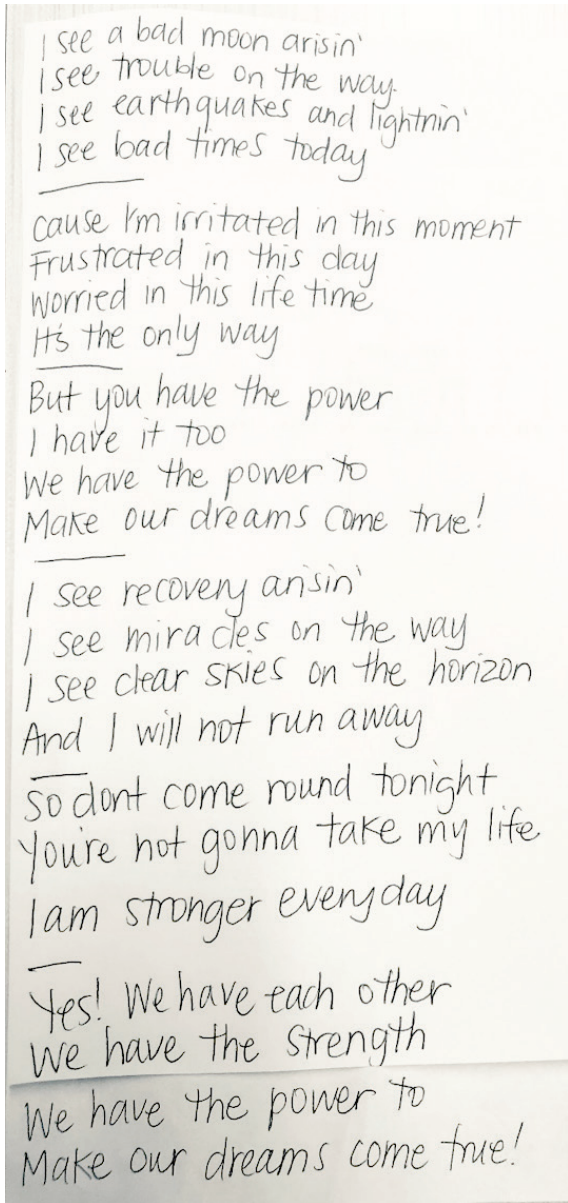 I see a bad moon arisin'
I see trouble on the way.
I see earthquakes and lightnin'
I see bad times today
cause I'm irritated in this moment
Frustrated in this day
worried in this life time
It's the only way
But you have the power
I have it too
We have the power to
Make our dreams come true!
I see recovery arisin'
I see miracles on the way
I see clear skies on the horizon
And I will not run away
So dont come round tonight
You're not gonna take my life
I am stronger everyday
Yes! We have each other
We have the strength
We have the power to
Make our dreams come true!